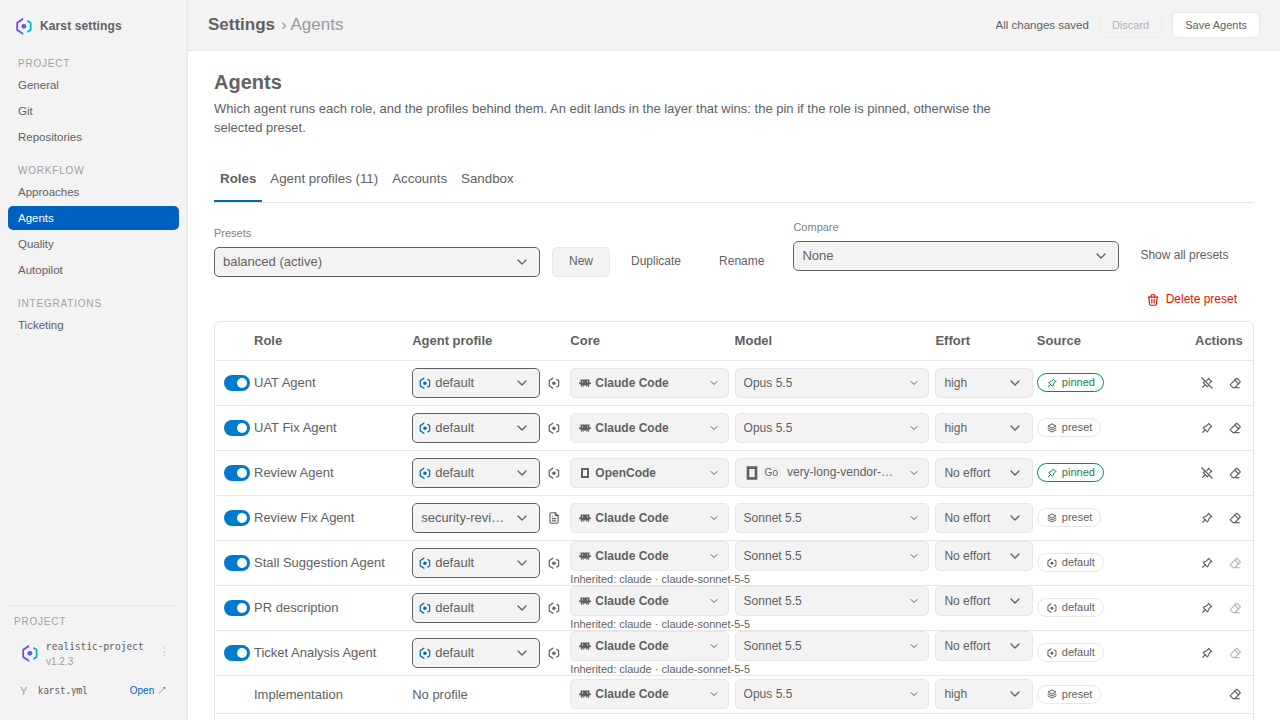 Karst settings
PROJECT
General
Git
Repositories
WORKFLOW
Approaches
Agents
Quality
Autopilot
INTEGRATIONS
Ticketing
PROJECT
realistic-project
v1.2.3
Y karst.yml Open ↗
Settings › Agents
All changes saved Discard Save Agents
Agents
Which agent runs each role, and the profiles behind them. An edit lands in the layer that wins: the pin if the role is pinned, otherwise the
selected preset.
Roles Agent profiles (11) Accounts Sandbox
Presets Compare
balanced (active) New Duplicate Rename None Show all presets
Delete preset
Role Agent profile Core Model Effort Source Actions
UAT Agent default Claude Code Opus 5.5 high pinned
UAT Fix Agent default Claude Code Opus 5.5 high preset
Review Agent default OpenCode Go very-long-vendor-… No effort pinned
Review Fix Agent security-revi… Claude Code Sonnet 5.5 No effort preset
Stall Suggestion Agent default Claude Code Sonnet 5.5 No effort default
Inherited: claude · claude-sonnet-5-5
PR description default Claude Code Sonnet 5.5 No effort default
Inherited: claude · claude-sonnet-5-5
Ticket Analysis Agent default Claude Code Sonnet 5.5 No effort default
Inherited: claude · claude-sonnet-5-5
Implementation No profile Claude Code Opus 5.5 high preset